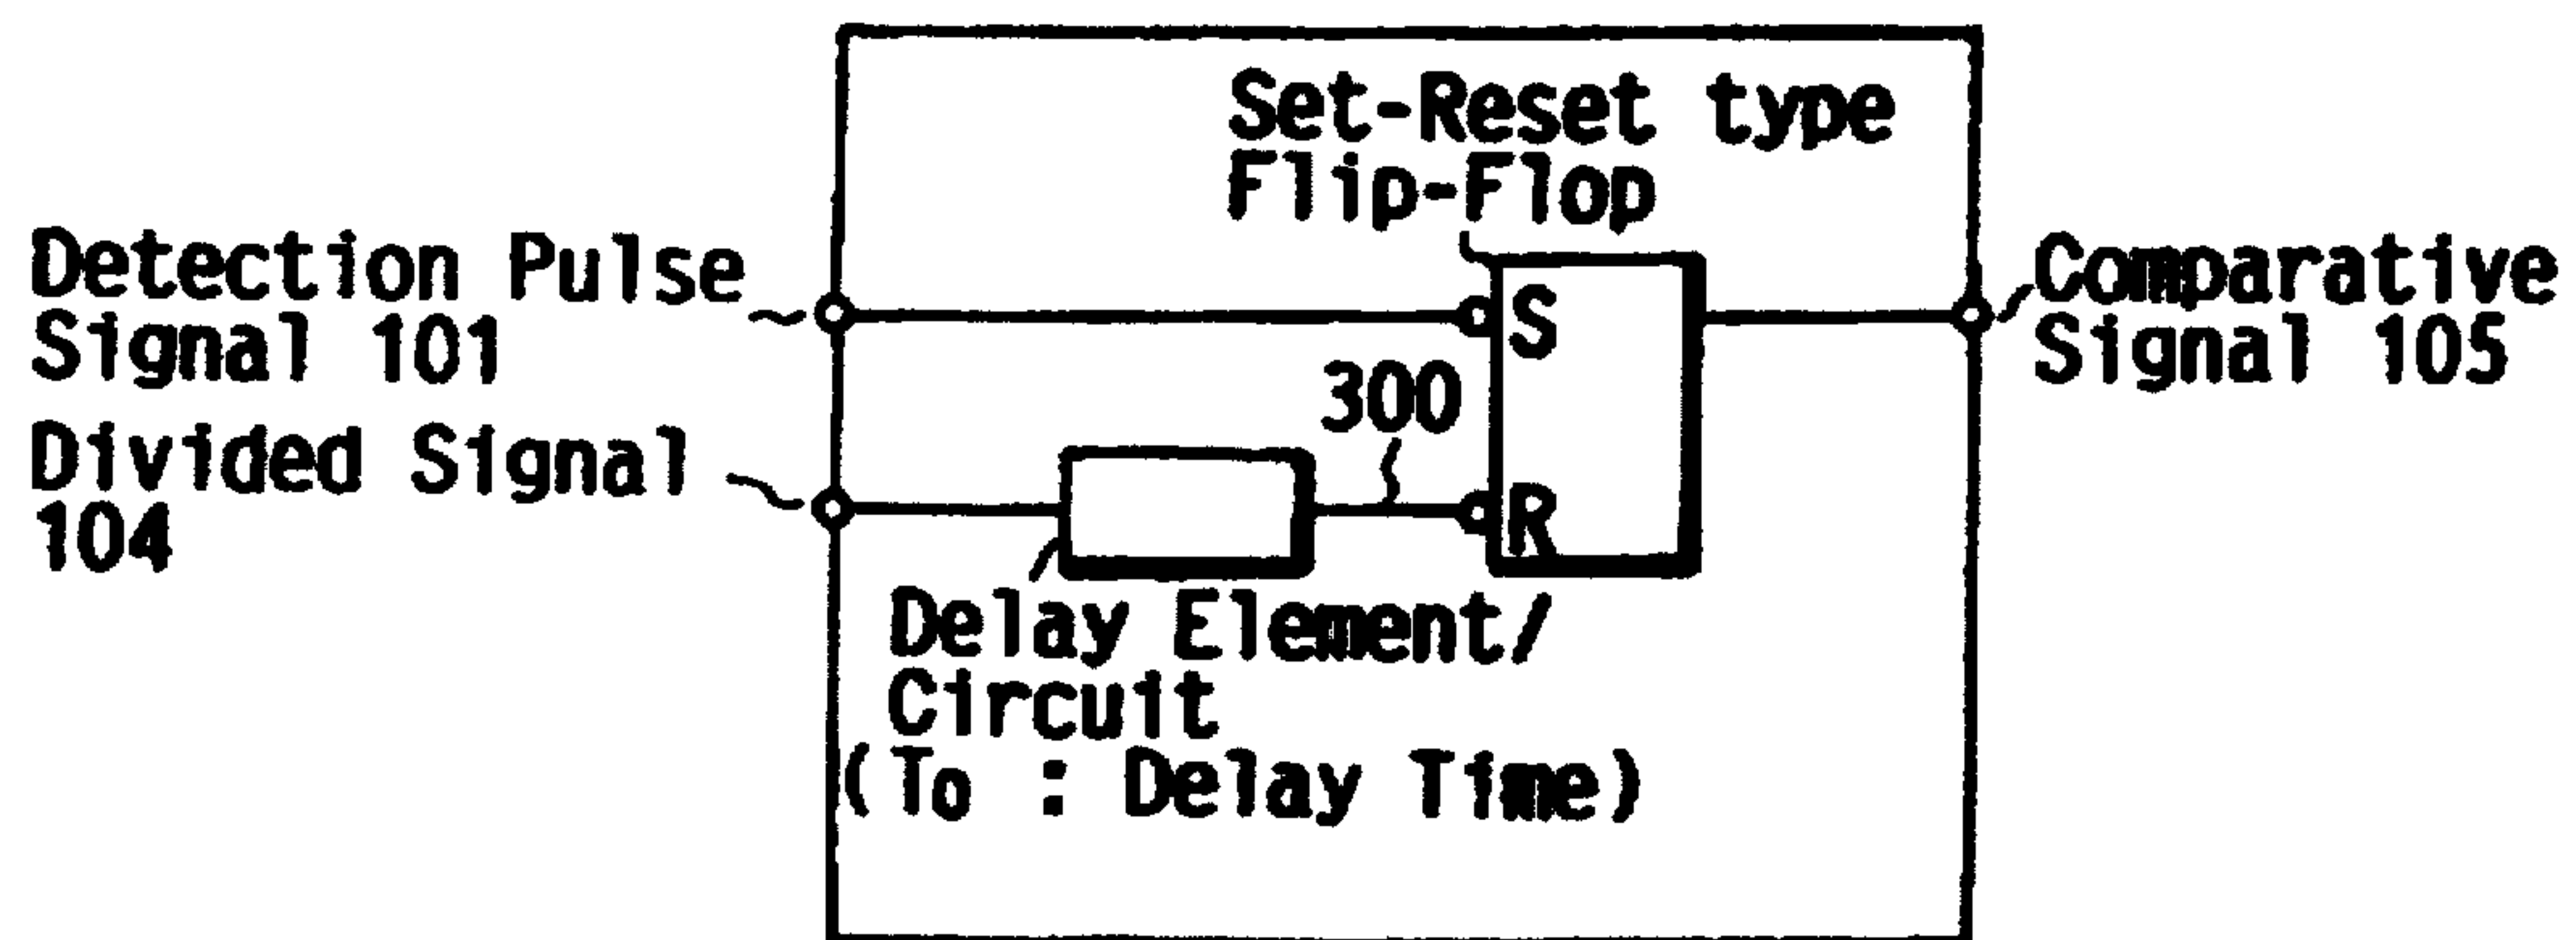 Set-Reset type
Flip-Flop
Detection Pulse
Signal 101
Comparative
Signal 105
S
300
Divided Signal
104
R
Delay Element/
Circuit
(To : Delay Time)